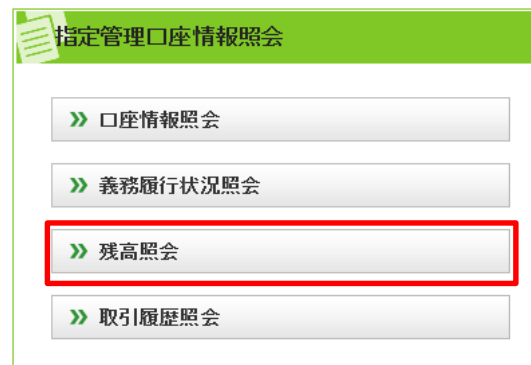 指定管理口座情報照会
口座情報照会
義務履行状況照会
残高照会
取引履歴照会